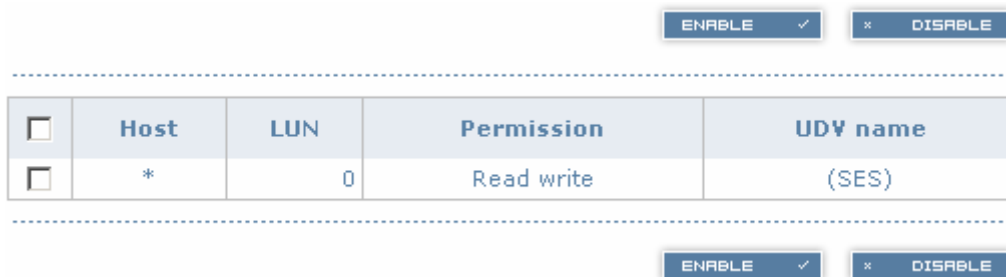 ENABLE ✓ × DISABLE
Host LUN Permission UDV name
* 0 Read write (SES)
ENABLE ✓ × DISABLE